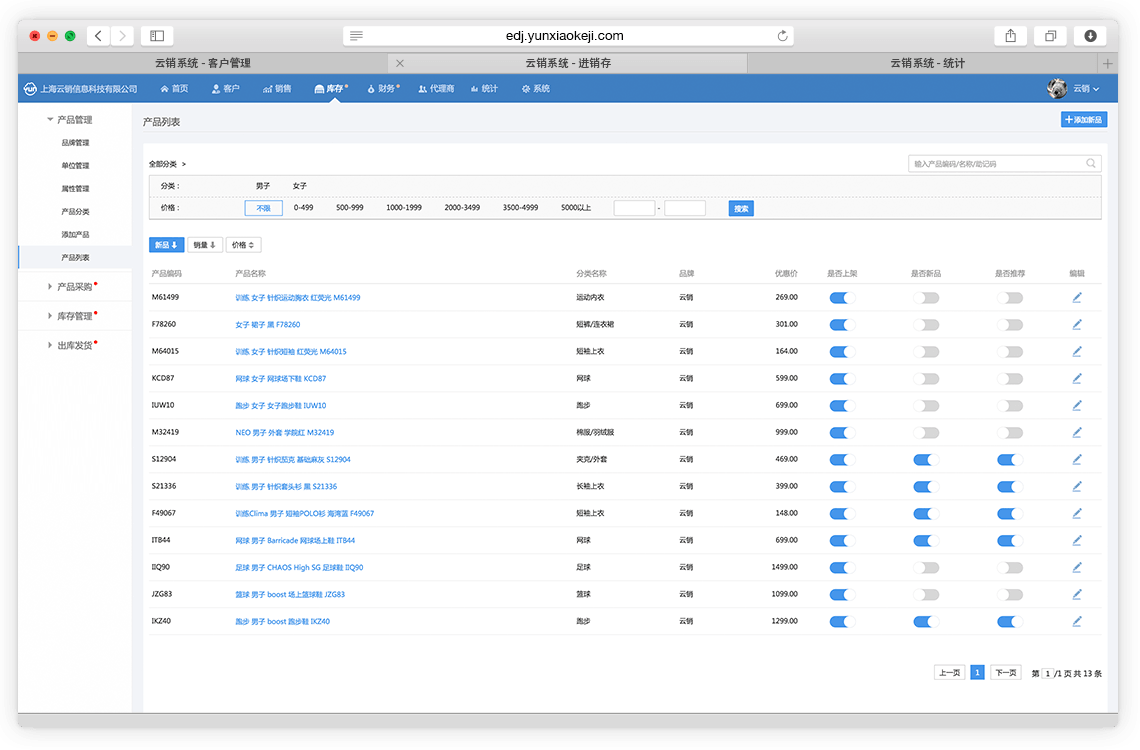 edj.yunxiaokeji.com
云销系统 - 客户管理 云销系统 - 进销存 云销系统 - 统计
上海云销信息科技有限公司 首页 客户 销售 库存 财务 代理商 统计 系统 云销
产品管理
品牌管理
单位管理
属性管理
产品分类
添加产品
产品列表
产品采购
库存管理
出库发货
产品列表 +添加新品
全部分类 > 输入产品编码/名称/助记码
分类： 男子 女子
价格： 不限 0-499 500-999 1000-1999 2000-3499 3500-4999 5000以上 - 搜索
新品 销量 价格
产品编码 产品名称 分类名称 品牌 优惠价 是否上架 是否新品 是否推荐 编辑
M61499 训练 女子 针织运动胸衣 红荧光 M61499 运动内衣 云销 269.00
F78260 女子 裙子 黑 F78260 短裤/连衣裙 云销 301.00
M64015 训练 女子 针织短袖 红荧光 M64015 短袖上衣 云销 164.00
KCD87 网球 女子 网球场下鞋 KCD87 网球 云销 599.00
IUW10 跑步 女子 女子跑步鞋 IUW10 跑步 云销 699.00
M32419 NEO 男子 外套 学院红 M32419 棉服/羽绒服 云销 999.00
S12904 训练 男子 针织茄克 基础麻灰 S12904 夹克/外套 云销 469.00
S21336 训练 男子 针织套头衫 黑 S21336 长袖上衣 云销 399.00
F49067 训练Clima 男子 短袖POLO衫 海湾蓝 F49067 短袖上衣 云销 148.00
ITB44 网球 男子 Barricade 网球场上鞋 ITB44 网球 云销 699.00
IIQ90 足球 男子 CHAOS High SG 足球鞋 IIQ90 足球 云销 1499.00
JZG83 篮球 男子 boost 场上篮球鞋 JZG83 篮球 云销 1099.00
IKZ40 跑步 男子 boost 跑步鞋 IKZ40 跑步 云销 1299.00
上一页 1 下一页 第 1 /1 页 共 13 条